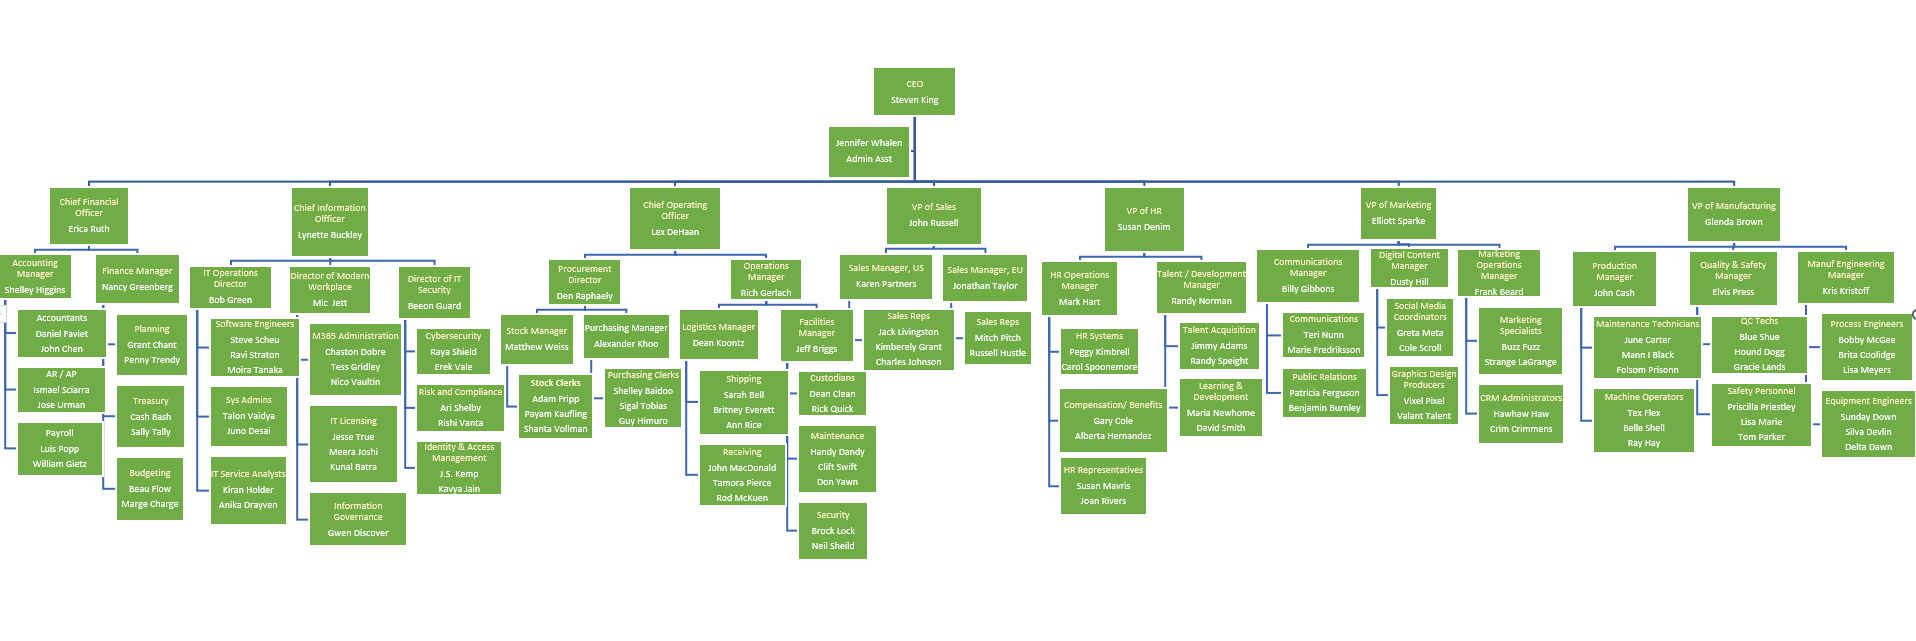 CEO
Steven King
Jennifer Whalen
Admin Asst
Chief Financial
Officer
Erica Ruth
Chief Information
Olfficer
Lynette Buckley
Chief Operating
Officer
Lex DeHaan
VP of Sales
John Russell
VP of HR
Susan Denim
VP of Marketing
Elliott Sparke
VP of Manufacturing
Glenda Brown
Accounting
Manager
Shelley Higgins
Finance Manager
Nancy Greenberg
IT Operations
Director
Bob Green
Director of Modern
Workplace
Mic Jett
Director of IT
Security
Beeon Guard
Procurement
Director
Den Raphaely
Operations
Manager
Rich Gerlach
Sales Manager, US
Karen Partners
Sales Manager, EU
Jonathan Taylor
HR Operations
Manager
Mark Hart
Talent / Development
Manager
Randy Norman
Communications
Manager
Billy Gibbons
Digital Content
Manager
Dusty Hill
Marketing
Operations
Manager
Frank Beard
Production
Manager
John Cash
Quality & Safety
Manager
Elvis Press
Manuf Engineering
Manager
Kris Kristoff
Accountants
Daniel Faviet
John Chen
AR / AP
Ismael Sciarra
Jose Urman
Payroll
Luis Popp
William Gietz
Planning
Grant Chant
Penny Trendy
Treasury
Cash Bash
Sally Tally
Budgeting
Beau Flow
Marge Charge
Software Engineers
Steve Scheu
Ravi Straton
Moira Tanaka
Sys Admins
Talon Vaidya
Juno Desai
IT Service Analysts
Kiran Holder
Anika Drayven
M365 Administration
Chaston Dobre
Tess Gridley
Nico Vaultin
IT Licensing
Jesse True
Meera Joshi
Kunal Batra
Information
Governance
Gwen Discover
Cybersecurity
Raya Shield
Erek Vale
Risk and Compliance
Ari Shelby
Rishi Vanta
Identity & Access
Management
J.S. Kemp
Kavya Jain
Stock Manager
Matthew Weiss
Stock Clerks
Adam Fripp
Payam Kaufling
Shanta Vollman
Purchasing Manager
Alexander Khoo
Purchasing Clerks
Shelley Baidoo
Sigal Tobias
Guy Himuro
Logistics Manager
Dean Koontz
Shipping
Sarah Bell
Britney Everett
Ann Rice
Receiving
John MacDonald
Tamora Pierce
Rod McKuen
Facilities
Manager
Jeff Briggs
Custodians
Dean Clean
Rick Quick
Maintenance
Handy Dandy
Clift Swift
Don Yawn
Security
Brock Lock
Neil Sheild
Sales Reps
Jack Livingston
Kimberely Grant
Charles Johnson
Sales Reps
Mitch Pitch
Russell Hustle
HR Systems
Peggy Kimbrell
Carol Spoonemore
Compensation/ Benefits
Gary Cole
Alberta Hernandez
HR Representatives
Susan Mavris
Joan Rivers
Talent Acquisition
Jimmy Adams
Randy Speight
Learning &
Development
Maria Newhome
David Smith
Communications
Teri Nunn
Marie Fredriksson
Public Relations
Patricia Ferguson
Benjamin Burnley
Social Media
Coordinators
Greta Meta
Cole Scroll
Graphics Design
Producers
Vixel Pixel
Valant Talent
Marketing
Specialists
Buzz Fuzz
Strange LaGrange
CRM Administrators
Hawhaw Haw
Crim Crimmens
Maintenance Technicians
June Carter
Mann I Black
Folsom Prisonn
Machine Operators
Tex Flex
Belle Shell
Ray Hay
QC Techs
Blue Shue
Hound Dogg
Gracie Lands
Safety Personnel
Priscilla Priestley
Lisa Marie
Tom Parker
Process Engineers
Bobby McGee
Brita Coolidge
Lisa Meyers
Equipment Engineers
Sunday Down
Silva Devlin
Delta Dawn